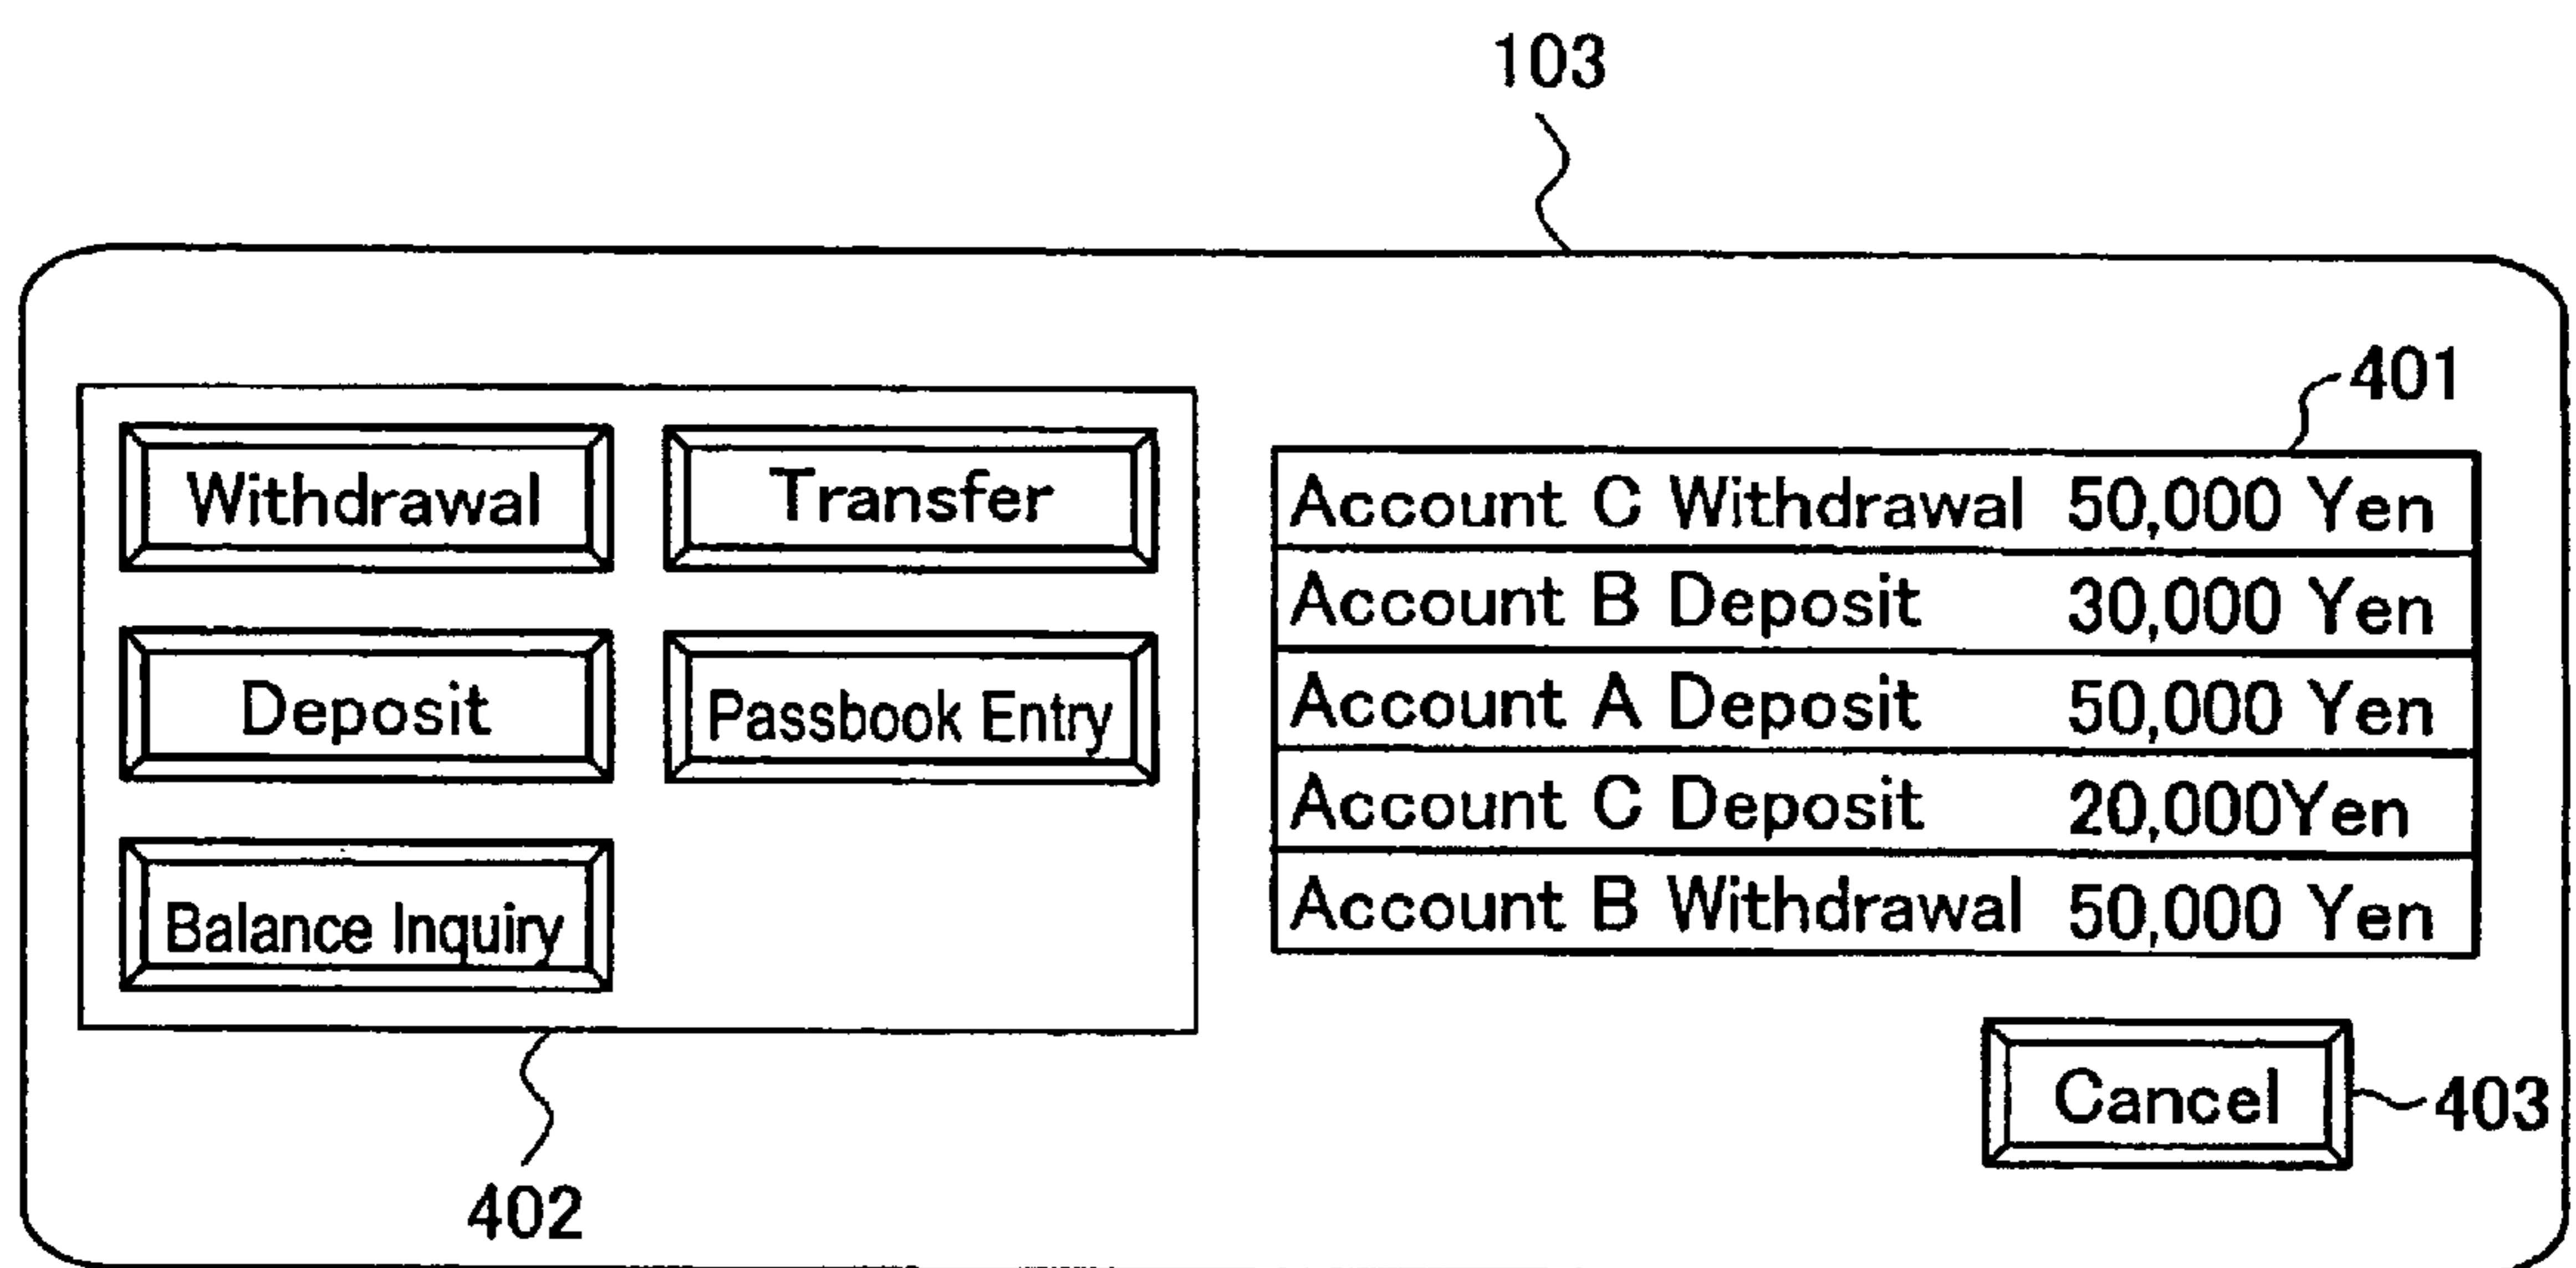 103
401
Withdrawal Transfer
Deposit Passbook Entry
Balance Inquiry
Account C Withdrawal 50,000 Yen
Account B Deposit 30,000 Yen
Account A Deposit 50,000 Yen
Account C Deposit 20,000Yen
Account B Withdrawal 50,000 Yen
Cancel 403
402